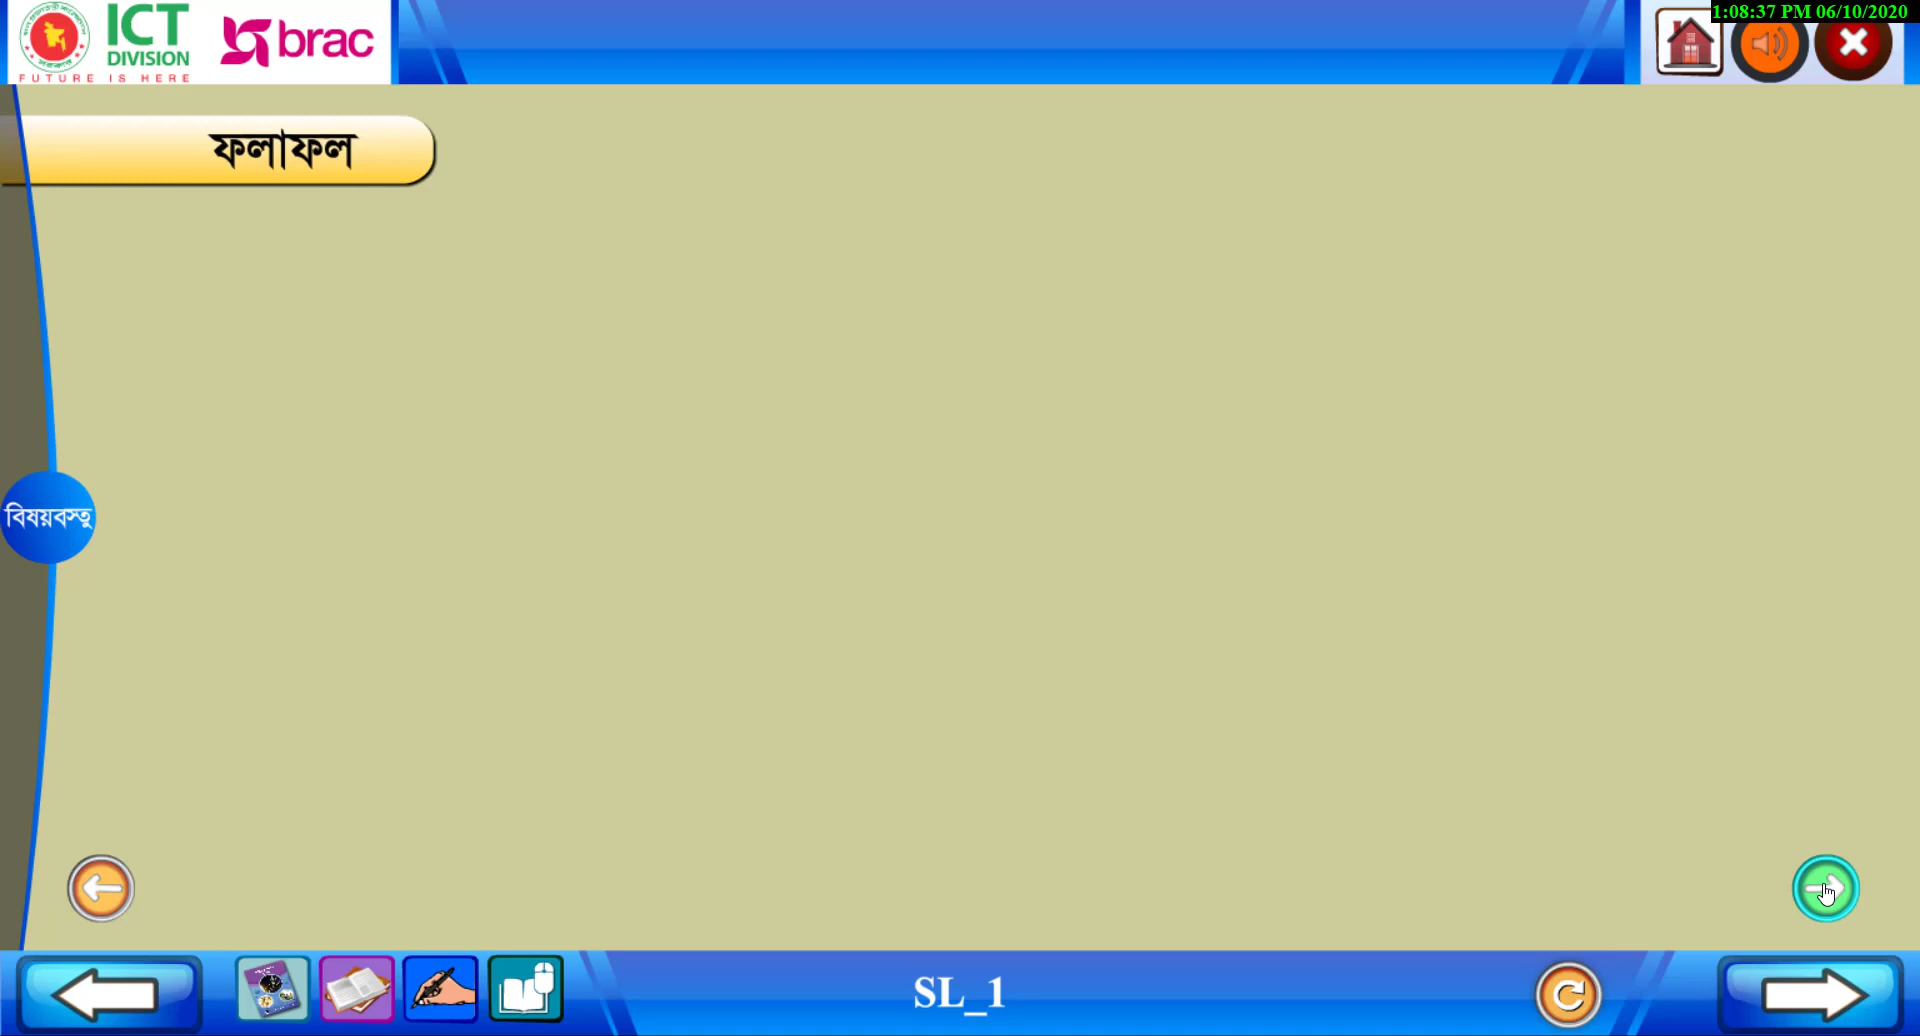 1:08:37 PM 06/10/2020
ICT
DIVISION
FUTURE IS HERE
brac
ফলাফল
বিষয়বস্তু
SL_1